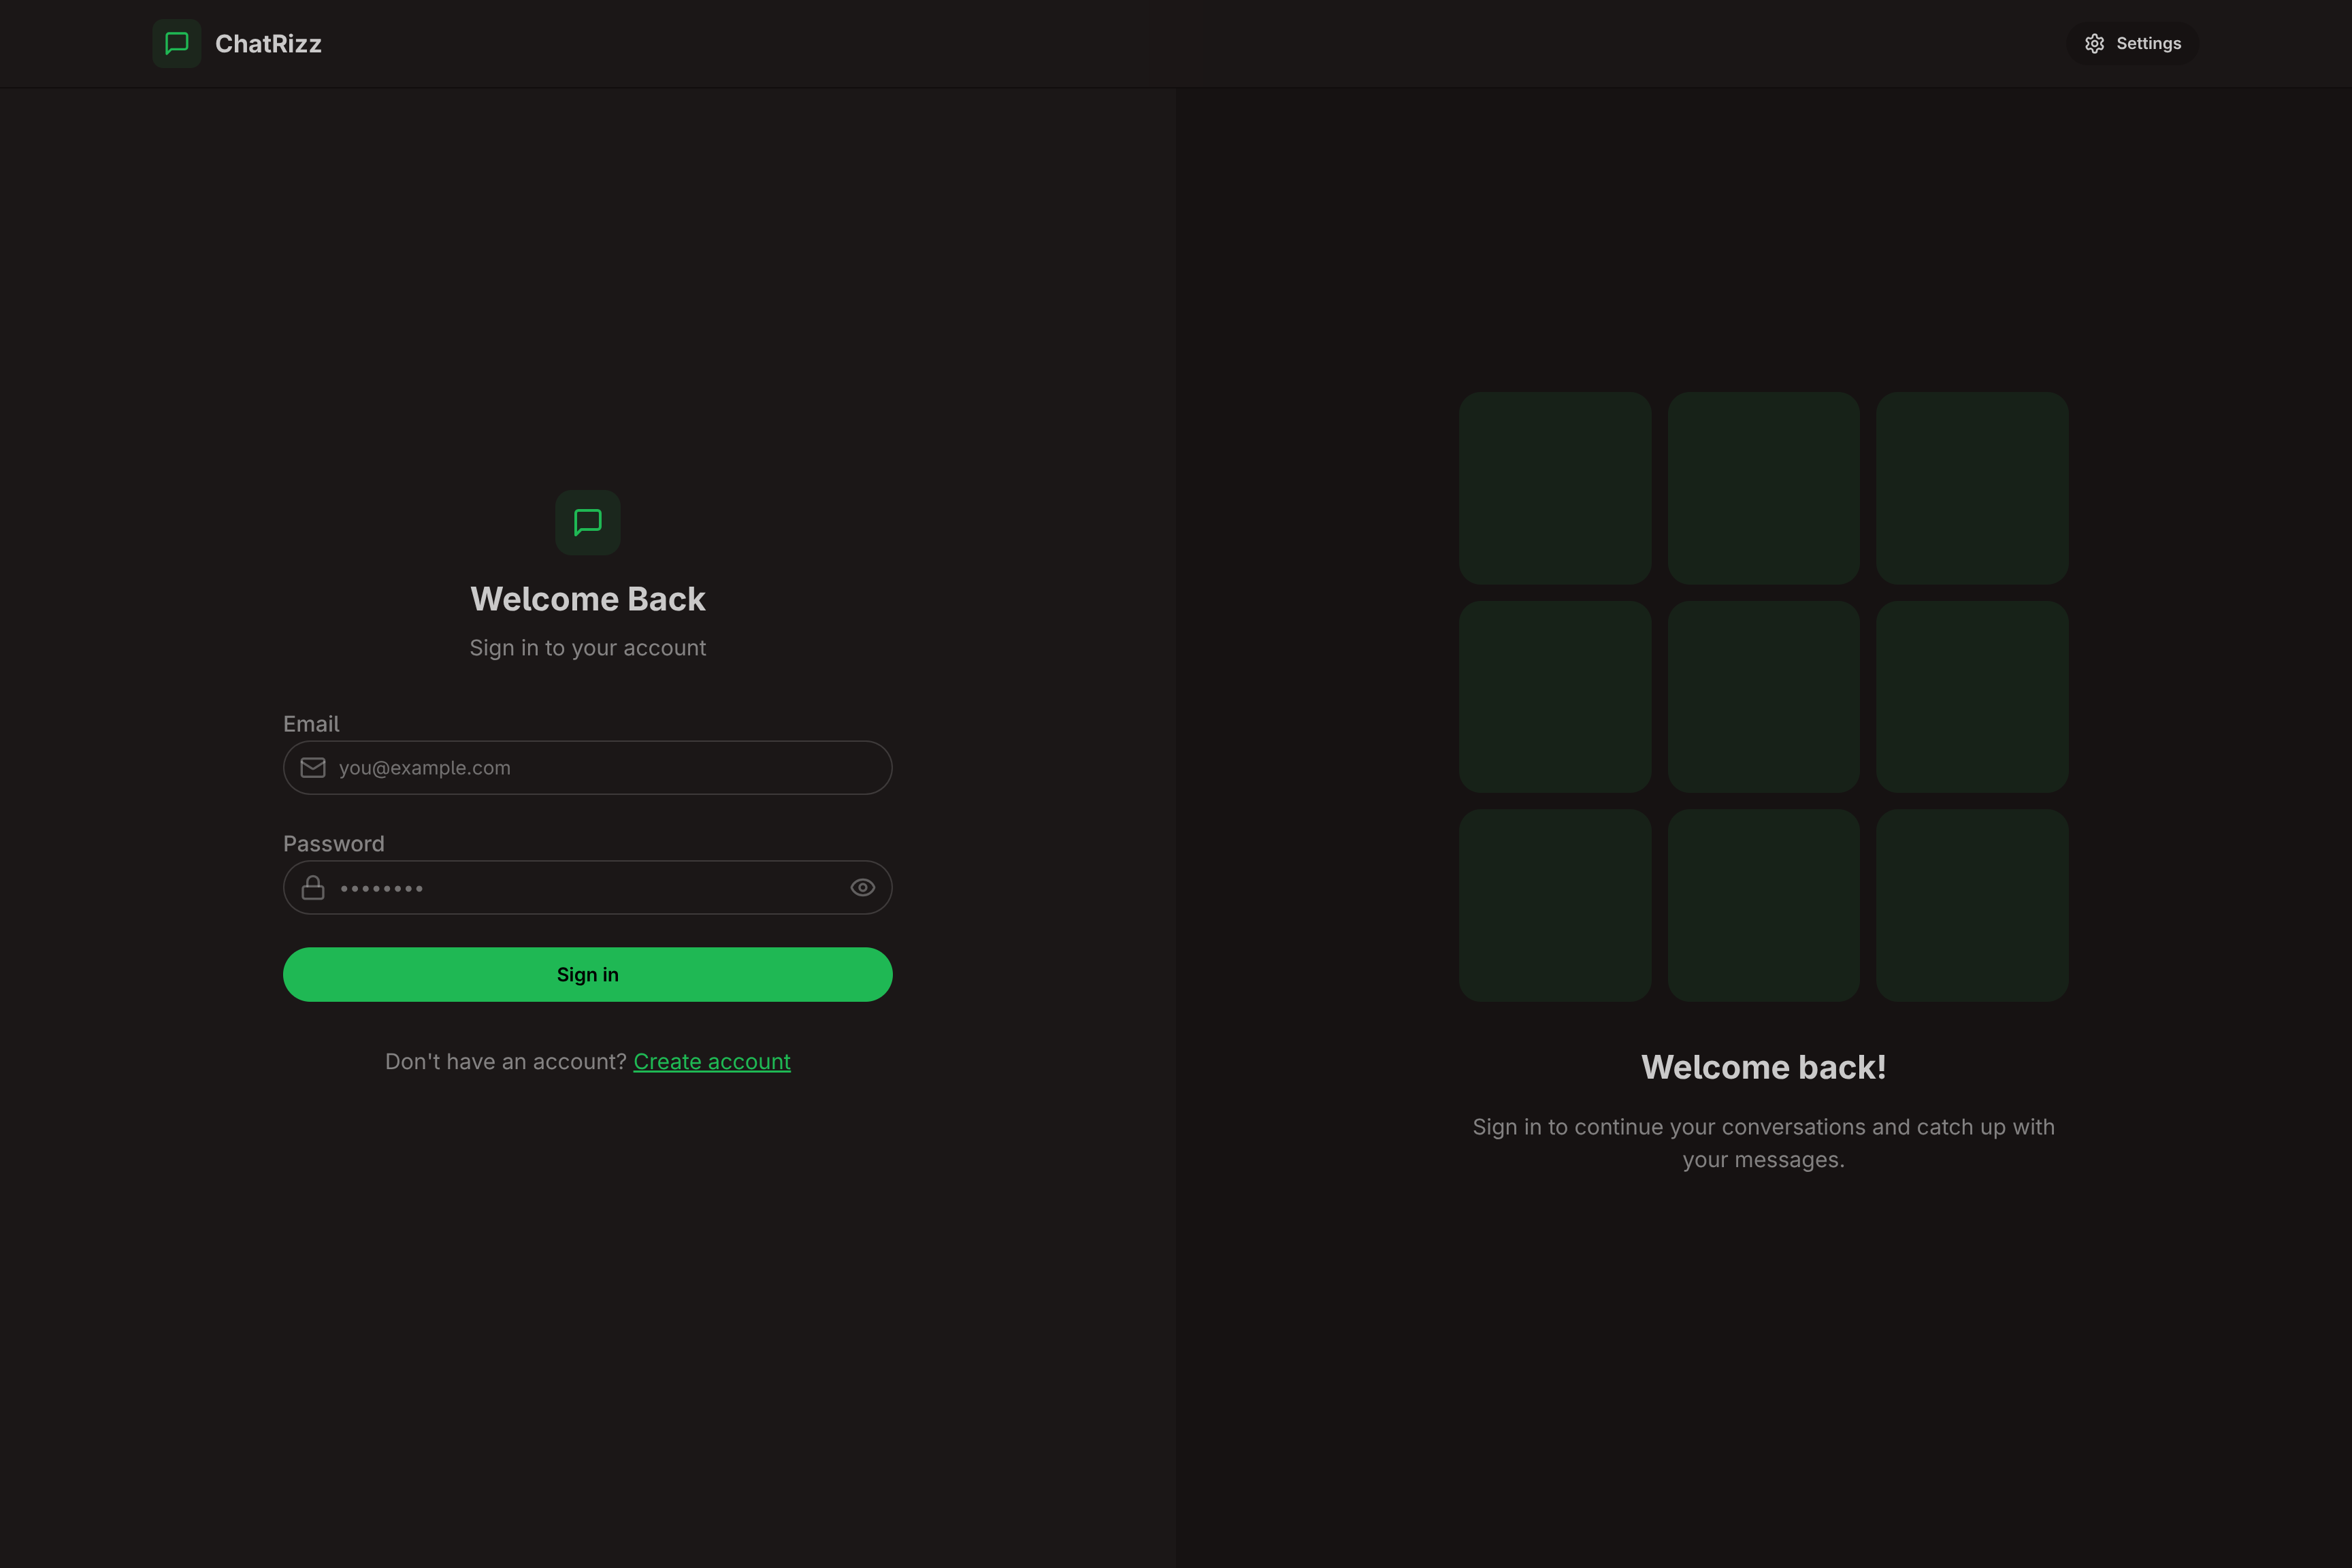 ChatRizz
Settings
Welcome Back
Sign in to your account
Email
you@example.com
Password
••••••••
Sign in
Don't have an account? Create account
Welcome back!
Sign in to continue your conversations and catch up with
your messages.